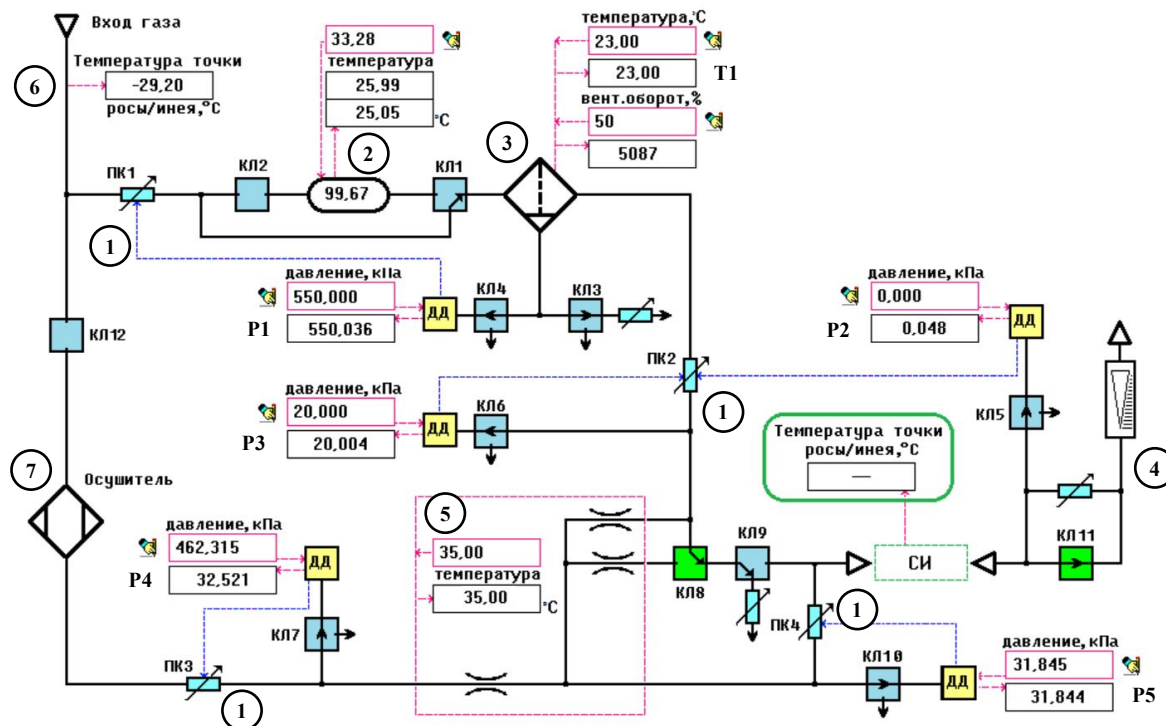 Вход газа
6
Температура точки
-29,20
росы/инея,°C
33,28
температура
25,99
25,05
°C
2
температура,°C
23,00
23,00
T1
вент.оборот,%
50
5087
3
ПК1
КЛ2
99,67
КЛ1
1
давление,кПа
550,000
P1
550,036
ДД
КЛ4
КЛ3
давление,кПа
0,000
P2
0,048
ДД
КЛ12
ПК2
1
давление,кПа
20,000
P3
20,004
ДД
КЛ6
КЛ5
Температура точки
росы/инея,°C
—
4
7
Осушитель
давление,кПа
462,315
P4
32,521
ДД
КЛ7
5
35,00
температура
35,00
°C
КЛ8
КЛ9
СИ
КЛ11
ПК3
1
ПК4
1
КЛ10
ДД
давление,кПа
31,845
31,844
P5